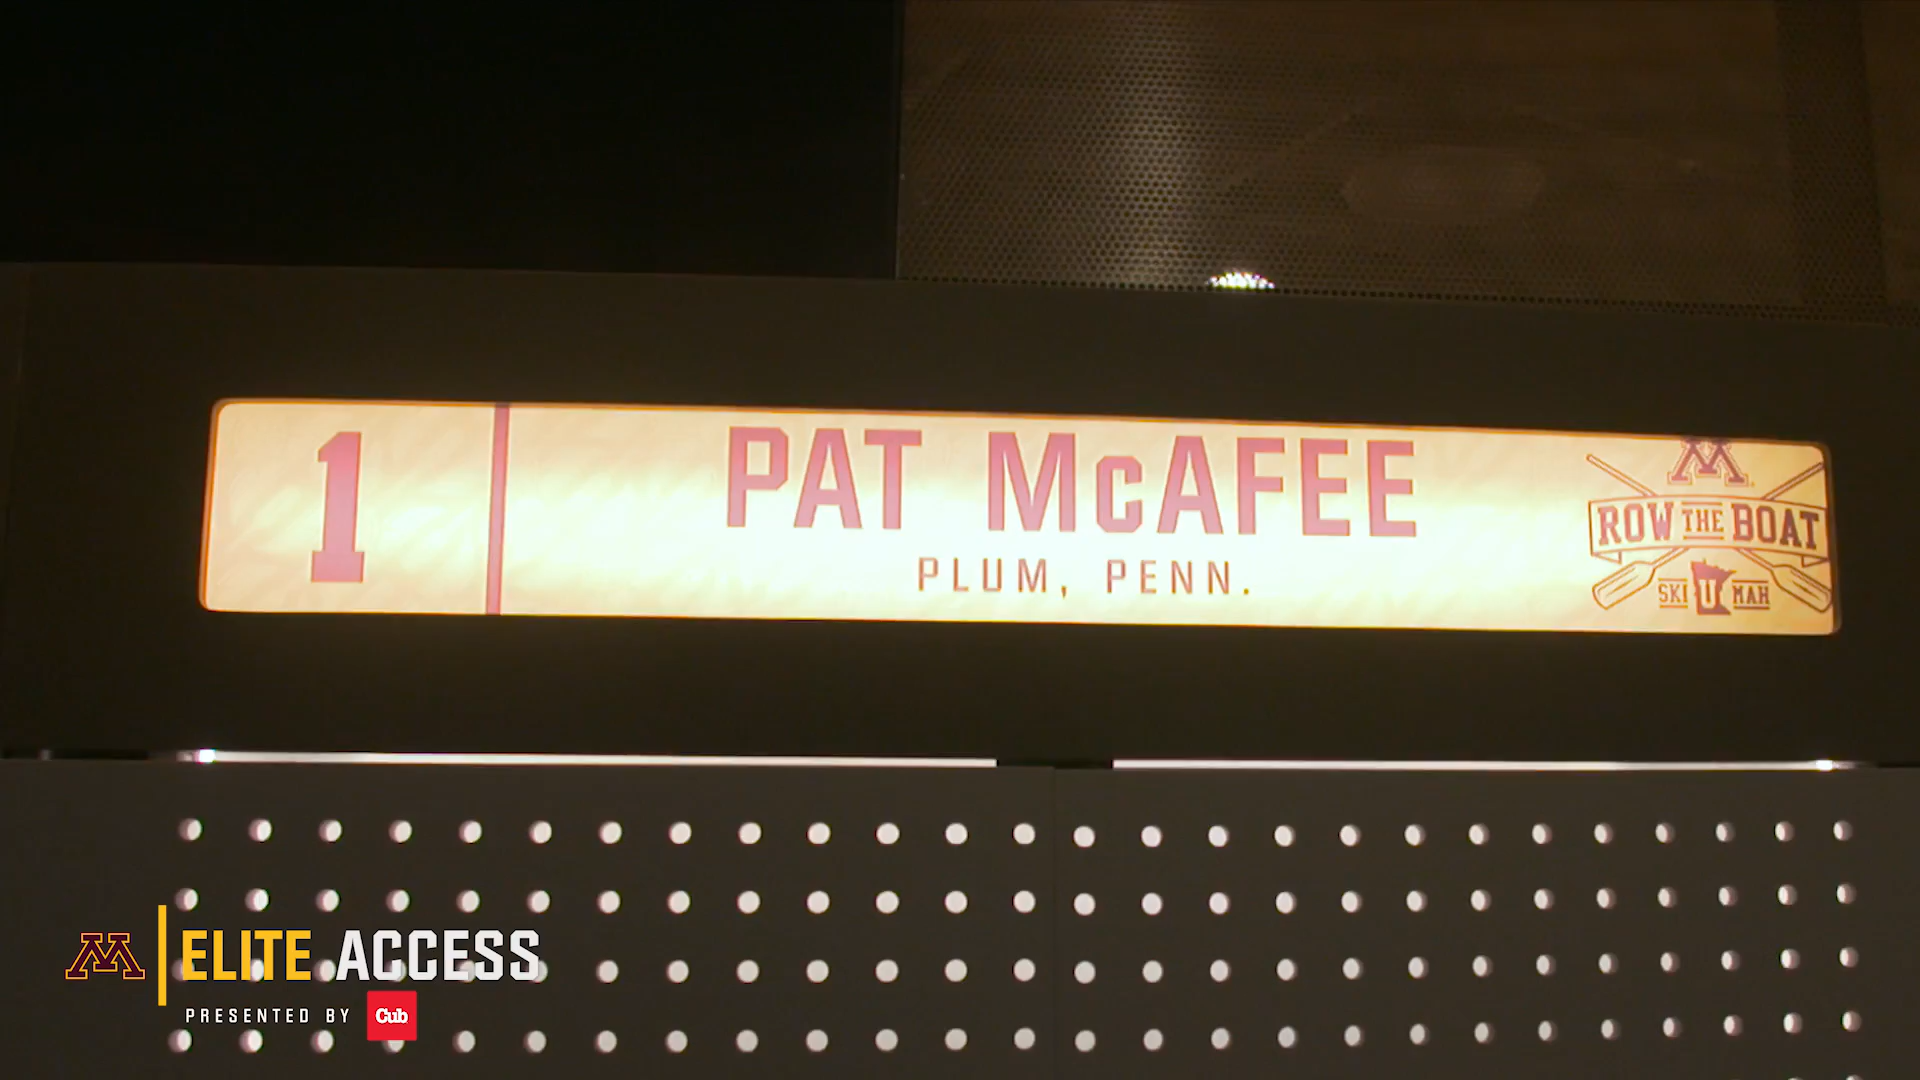 1
PAT McAFEE
PLUM, PENN.
M
ROW THE BOAT
SKI U MAH
M
ELITE ACCESS
PRESENTED BY Cub